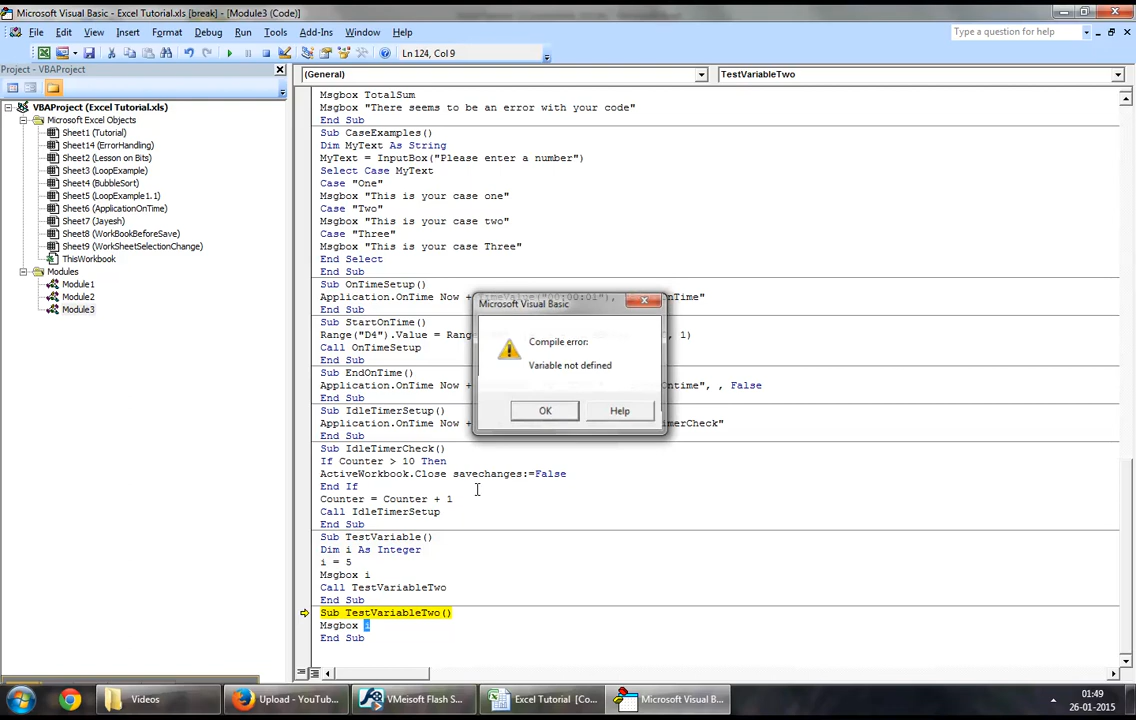 Microsoft Visual Basic - Excel Tutorial.xls [break] - [Module3 (Code)]
File Edit View Insert Format Debug Run Tools Add-Ins Window Help
Type a question for help
Ln 124, Col 9
Project - VBAProject
(General)
TestVariableTwo
VBAProject (Excel Tutorial.xls)
Microsoft Excel Objects
Sheet1 (Tutorial)
Sheet14 (ErrorHandling)
Sheet2 (Lesson on Bits)
Sheet3 (LoopExample)
Sheet4 (BubbleSort)
Sheet5 (LoopExample1.1)
Sheet6 (ApplicationOnTime)
Sheet7 (Jayesh)
Sheet8 (WorkBookBeforeSave)
Sheet9 (WorkSheetSelectionChange)
ThisWorkbook
Modules
Module1
Module2
Module3
Msgbox TotalSum
Msgbox "There seems to be an error with your code"
End Sub
Sub CaseExamples()
Dim MyText As String
MyText = InputBox("Please enter a number")
Select Case MyText
Case "One"
Msgbox "This is your case one"
Case "Two"
Msgbox "This is your case two"
Case "Three"
Msgbox "This is your case Three"
End Select
End Sub
Sub OnTimeSetup()
Application.OnTime Now + TimeValue("00:00:01"), OnTime"
End Sub
Sub StartOnTime()
Range("D4").Value = Rang , 1)
Call OnTimeSetup
End Sub
Sub EndOnTime()
Application.OnTime Now + Ontime", , False
End Sub
Sub IdleTimerSetup()
Application.OnTime Now + merCheck"
End Sub
Sub IdleTimerCheck()
If Counter > 10 Then
ActiveWorkbook.Close savechanges:=False
End If
Counter = Counter + 1
Call IdleTimerSetup
End Sub
Sub TestVariable()
Dim i As Integer
i = 5
Msgbox i
Call TestVariableTwo
End Sub
Sub TestVariableTwo()
Msgbox i
End Sub
Microsoft Visual Basic
Compile error:
Variable not defined
OK Help
Videos
Upload - YouTub...
VMeisoft Flash S...
Excel Tutorial [Co...
Microsoft Visual B...
01:49
26-01-2015